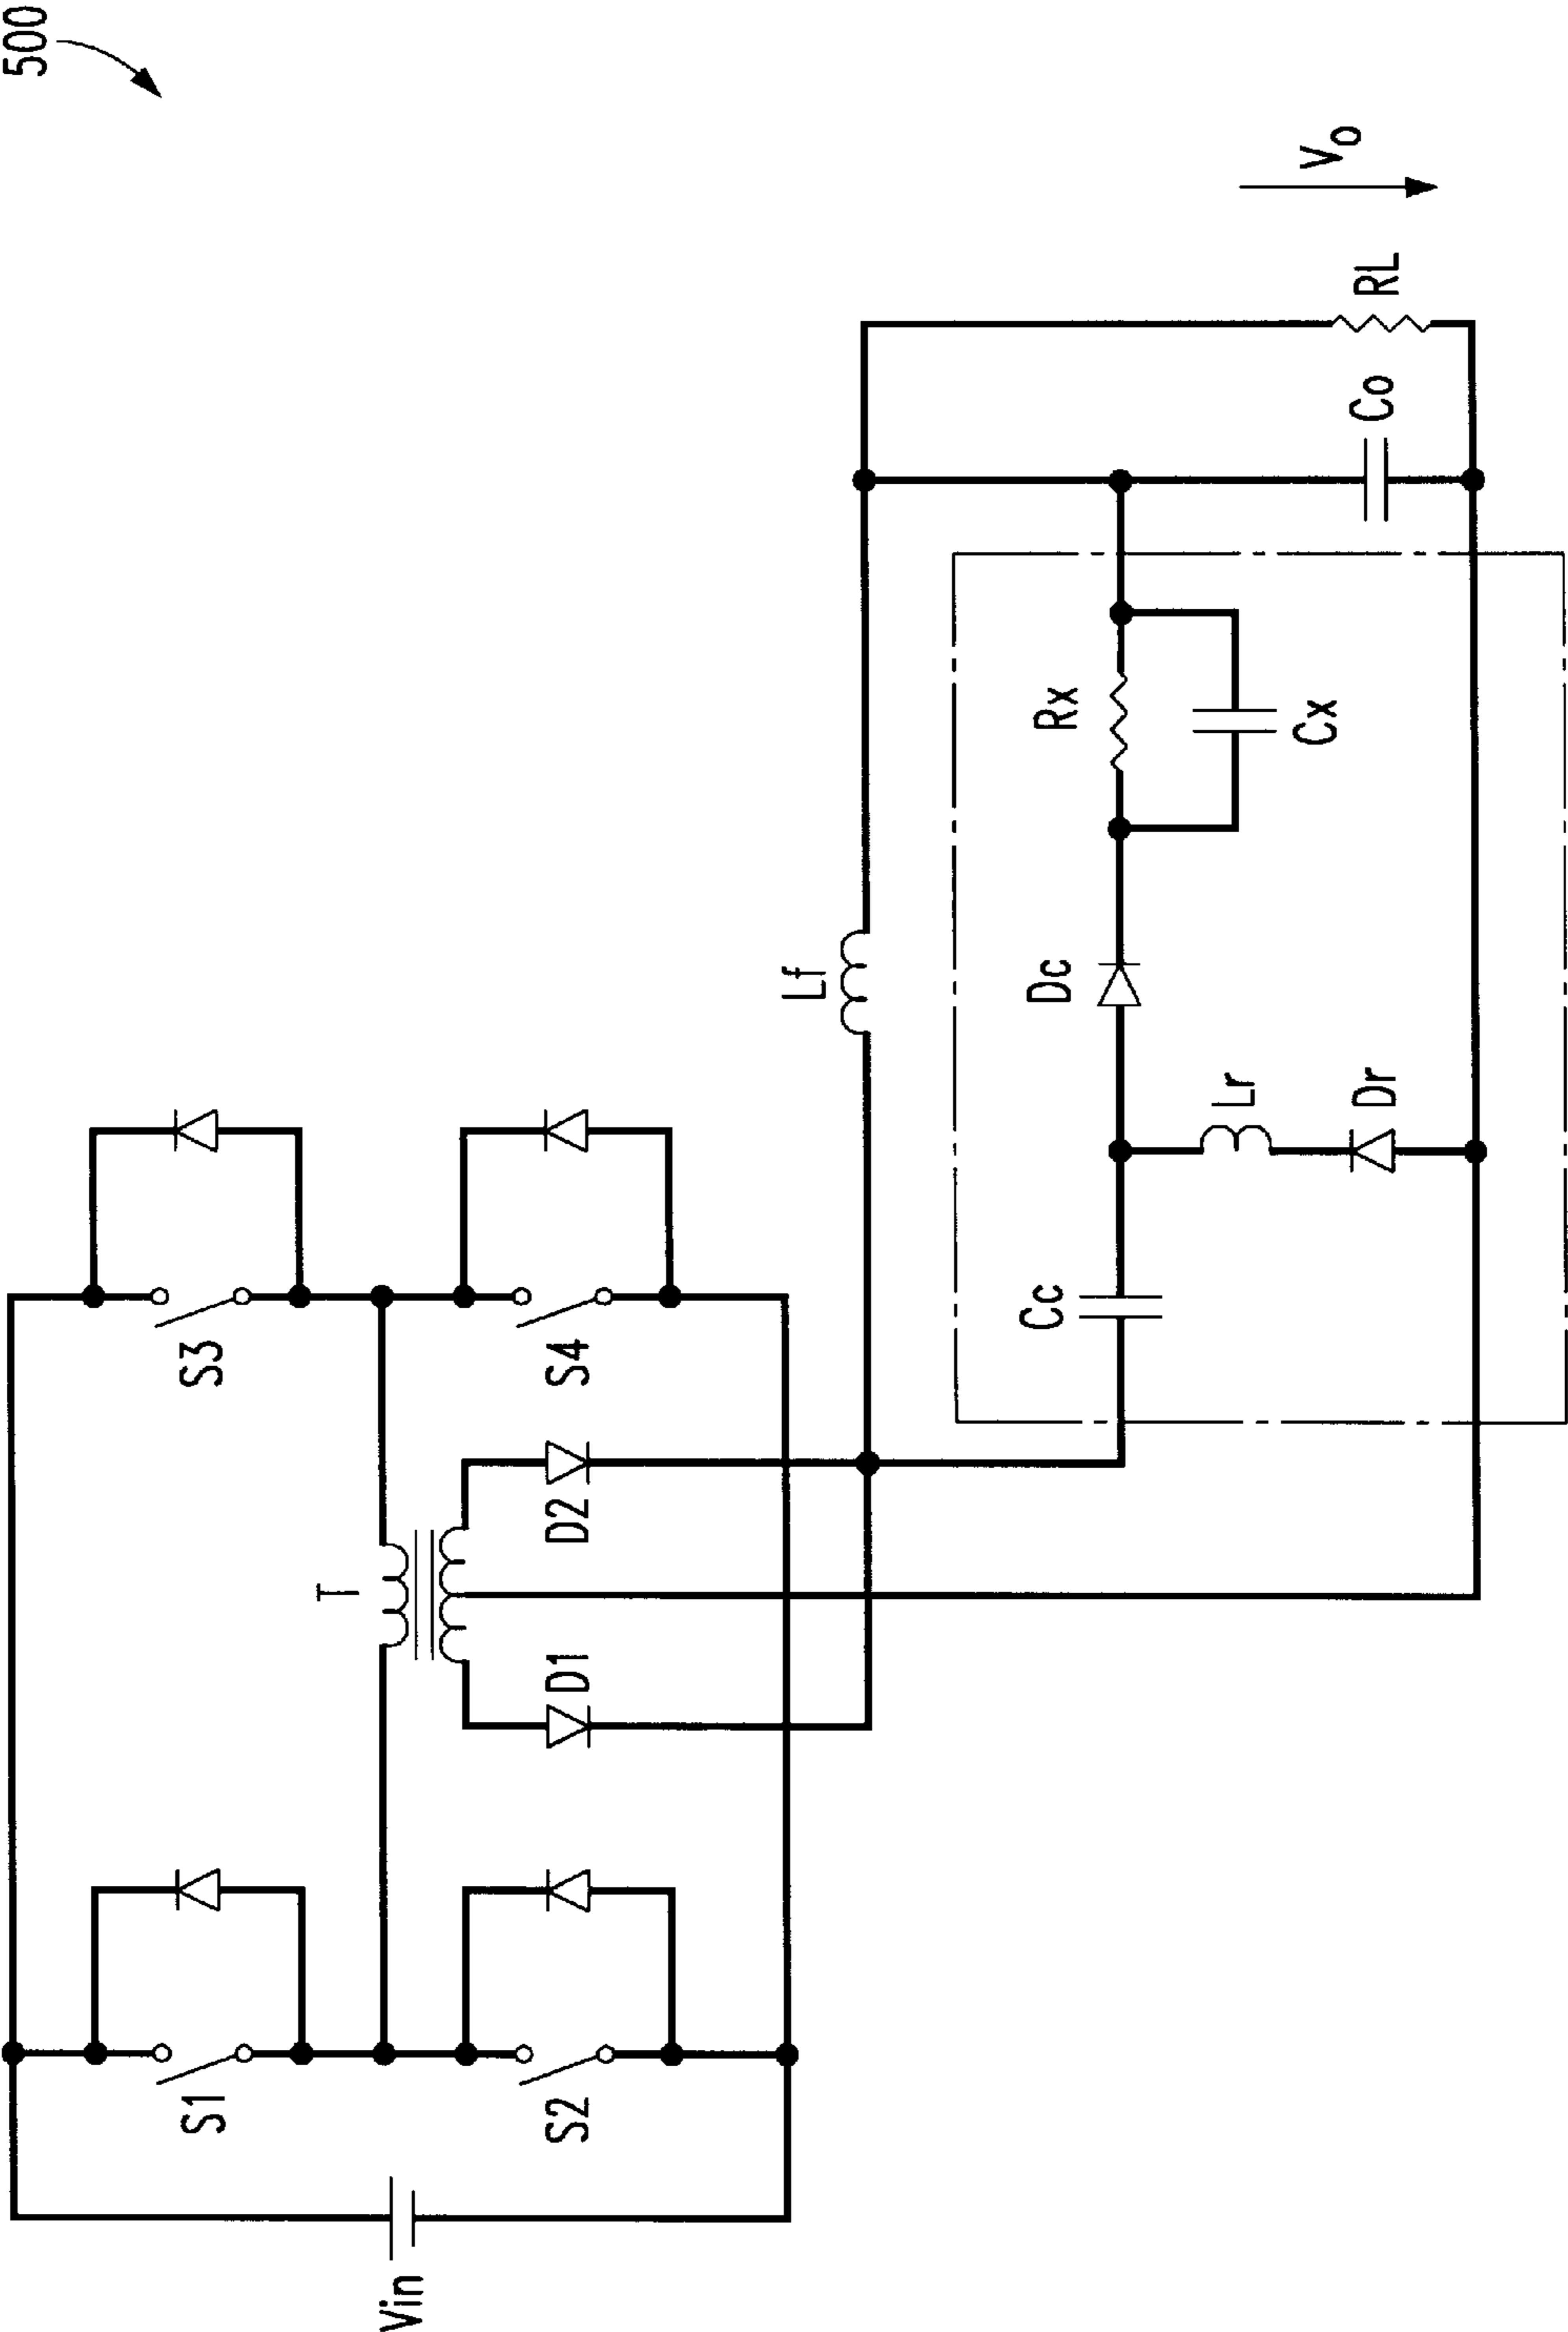 500
Vin
S1
S2
S3
S4
T
D1
D2
Lf
Cc
Dc
Lr
Dr
Rx
Cx
Co
RL
Vo